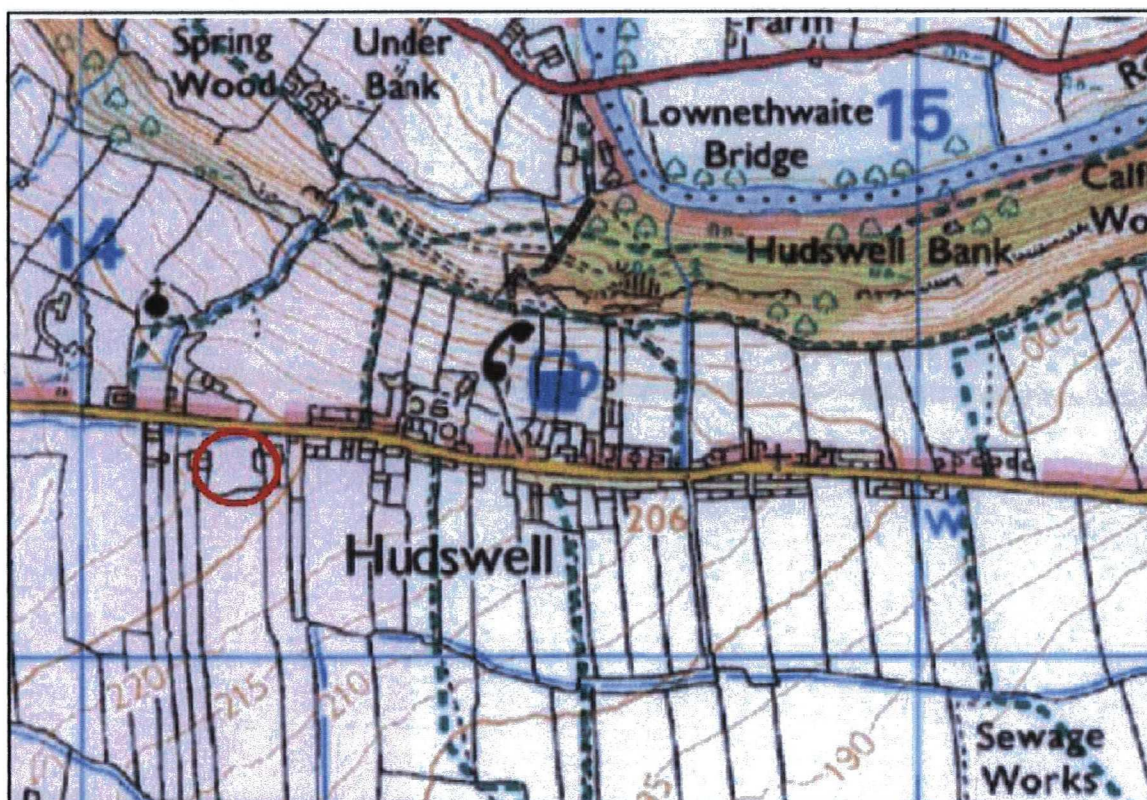 Spring
Wood
Under
Bank
Farm
Lownethwaite
Bridge
15
14
Hudswell Bank
Calf
Wo
200
206
W
Hudswell
220
215
210
190
Sewage
Works